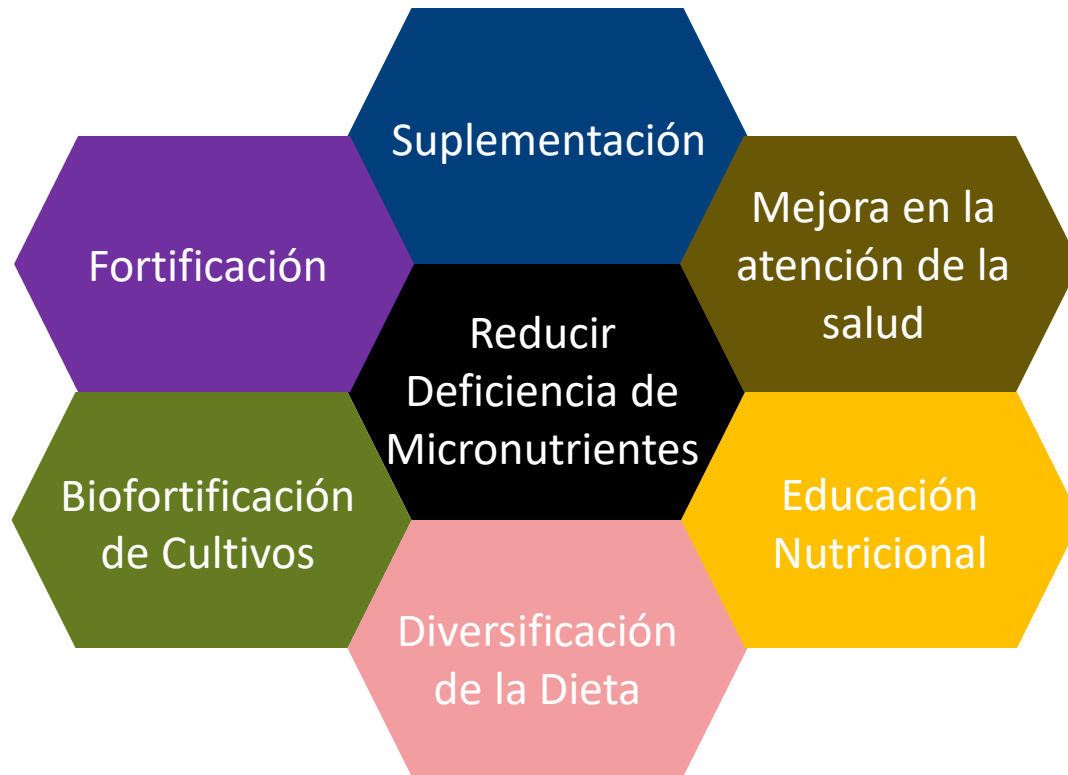 Suplementación
Fortificación
Mejora en la
atención de la
salud
Reducir
Deficiencia de
Micronutrientes
Biofortificación
de Cultivos
Educación
Nutricional
Diversificación
de la Dieta